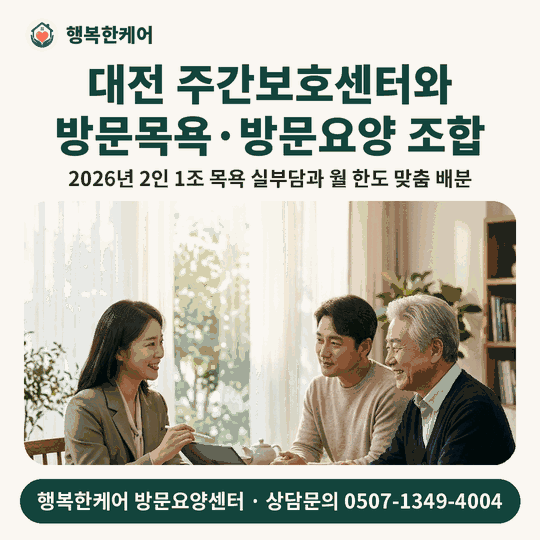 행복한케어
대전 주간보호센터와
방문목욕·방문요양 조합
2026년 2인 1조 목욕 실부담과 월 한도 맞춤 배분
행복한케어 방문요양센터 · 상담문의 0507-1349-4004